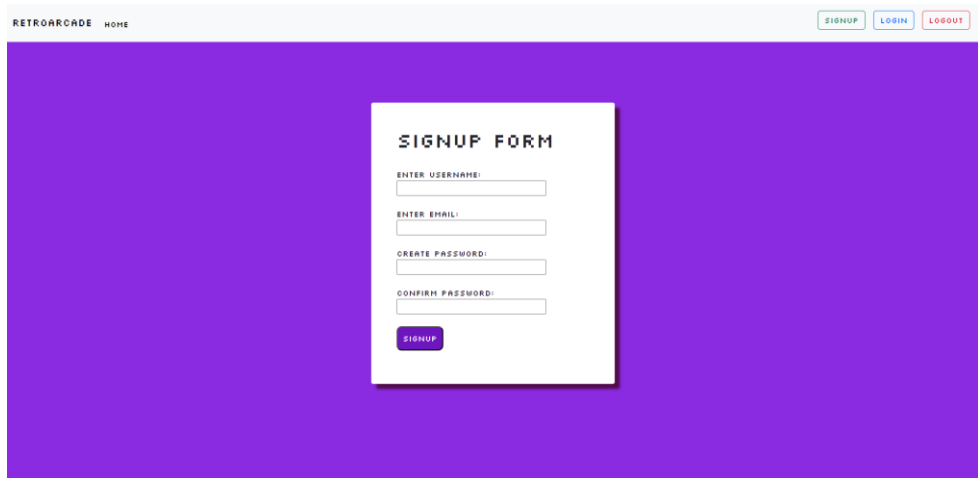 RETROARCADE HOME SIGNUP LOGIN LOGOUT
SIGNUP FORM
ENTER USERNAME:
ENTER EMAIL:
CREATE PASSWORD:
CONFIRM PASSWORD:
SIGNUP